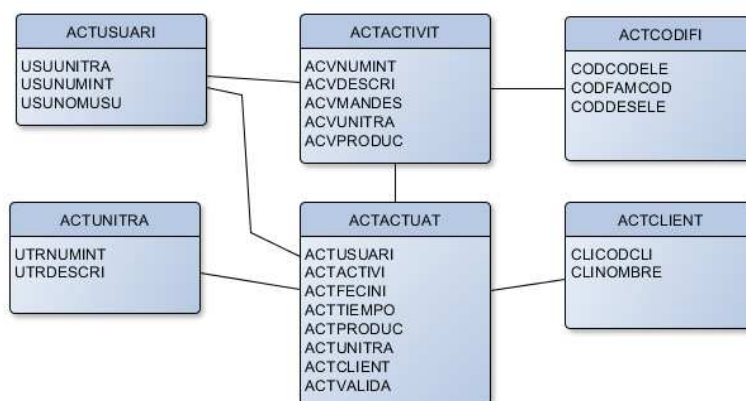 ACTUSUARI
USUUNITRA
USUNUMINT
USUNOMUSU
ACTACTIVIT
ACVNUMINT
ACVDESCRI
ACVMANDES
ACVUNITRA
ACVPRODUC
ACTCODIFI
CODCODELE
CODFAMCOD
CODDESELE
ACTUNITRA
UTRNUMINT
UTRDESCRI
ACTACTUAT
ACTUSUARI
ACTACTIVI
ACTFECINI
ACTTIEMPO
ACTPRODUC
ACTUNITRA
ACTCLIENT
ACTVALIDA
ACTCLIENT
CLICODCLI
CLINOMBRE